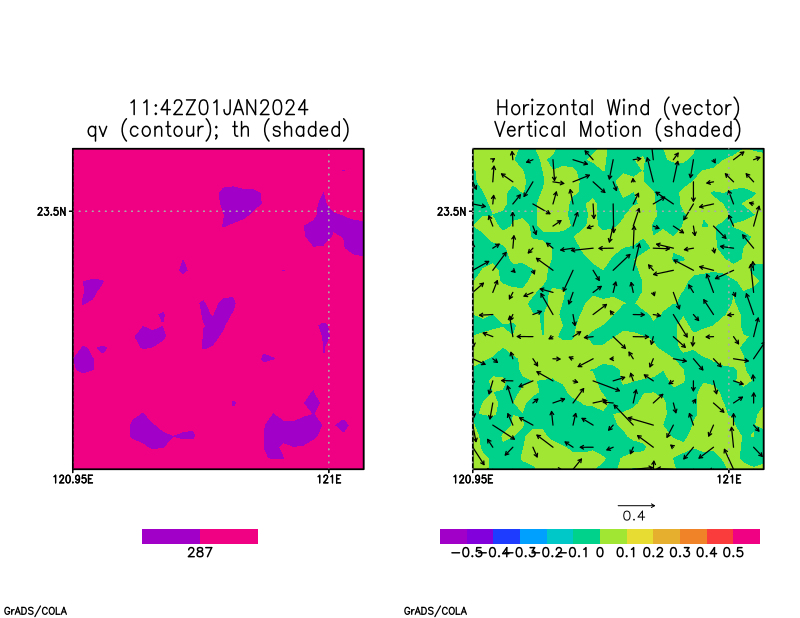 11:42Z01JAN2024
qv (contour); th (shaded)
23.5N
120.95E
121E
287
Horizontal Wind (vector)
Vertical Motion (shaded)
23.5N
120.95E
121E
0.4
-0.5 -0.4 -0.3 -0.2 -0.1 0 0.1 0.2 0.3 0.4 0.5
GrADS/COLA
GrADS/COLA